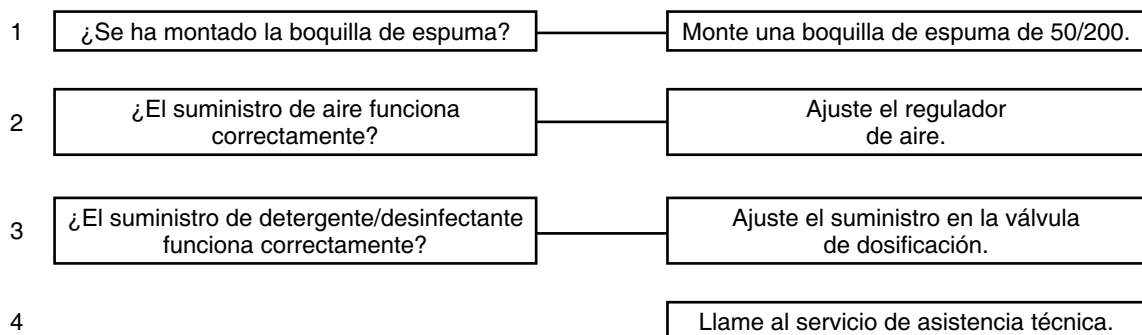 1
¿Se ha montado la boquilla de espuma?
Monte una boquilla de espuma de 50/200.
2
¿El suministro de aire funciona
correctamente?
Ajuste el regulador
de aire.
3
¿El suministro de detergente/desinfectante
funciona correctamente?
Ajuste el suministro en la válvula
de dosificación.
4
Llame al servicio de asistencia técnica.